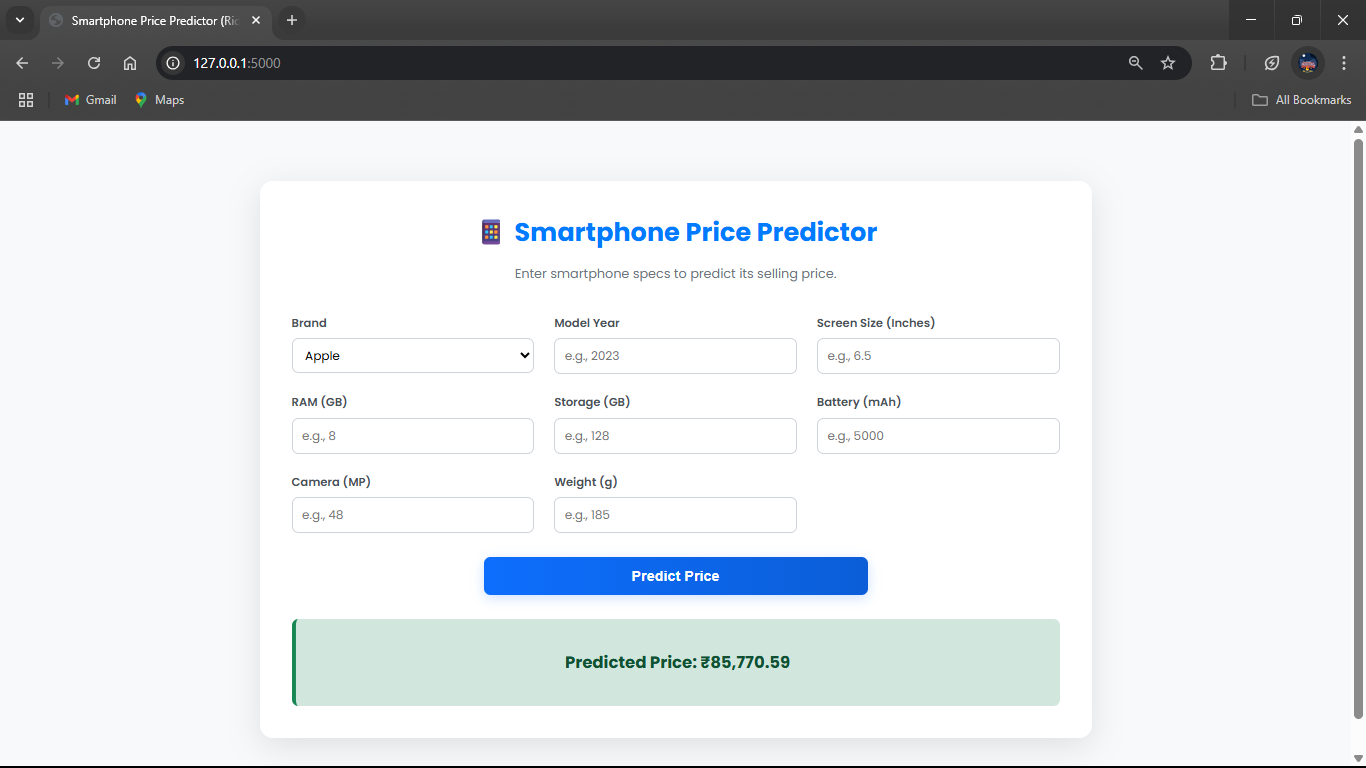 Smartphone Price Predictor (Ric
127.0.0.1:5000
Gmail
Maps
All Bookmarks
Smartphone Price Predictor
Enter smartphone specs to predict its selling price.
Brand
Model Year
Screen Size (Inches)
Apple
e.g., 2023
e.g., 6.5
RAM (GB)
Storage (GB)
Battery (mAh)
e.g., 8
e.g., 128
e.g., 5000
Camera (MP)
Weight (g)
e.g., 48
e.g., 185
Predict Price
Predicted Price: ₹85,770.59